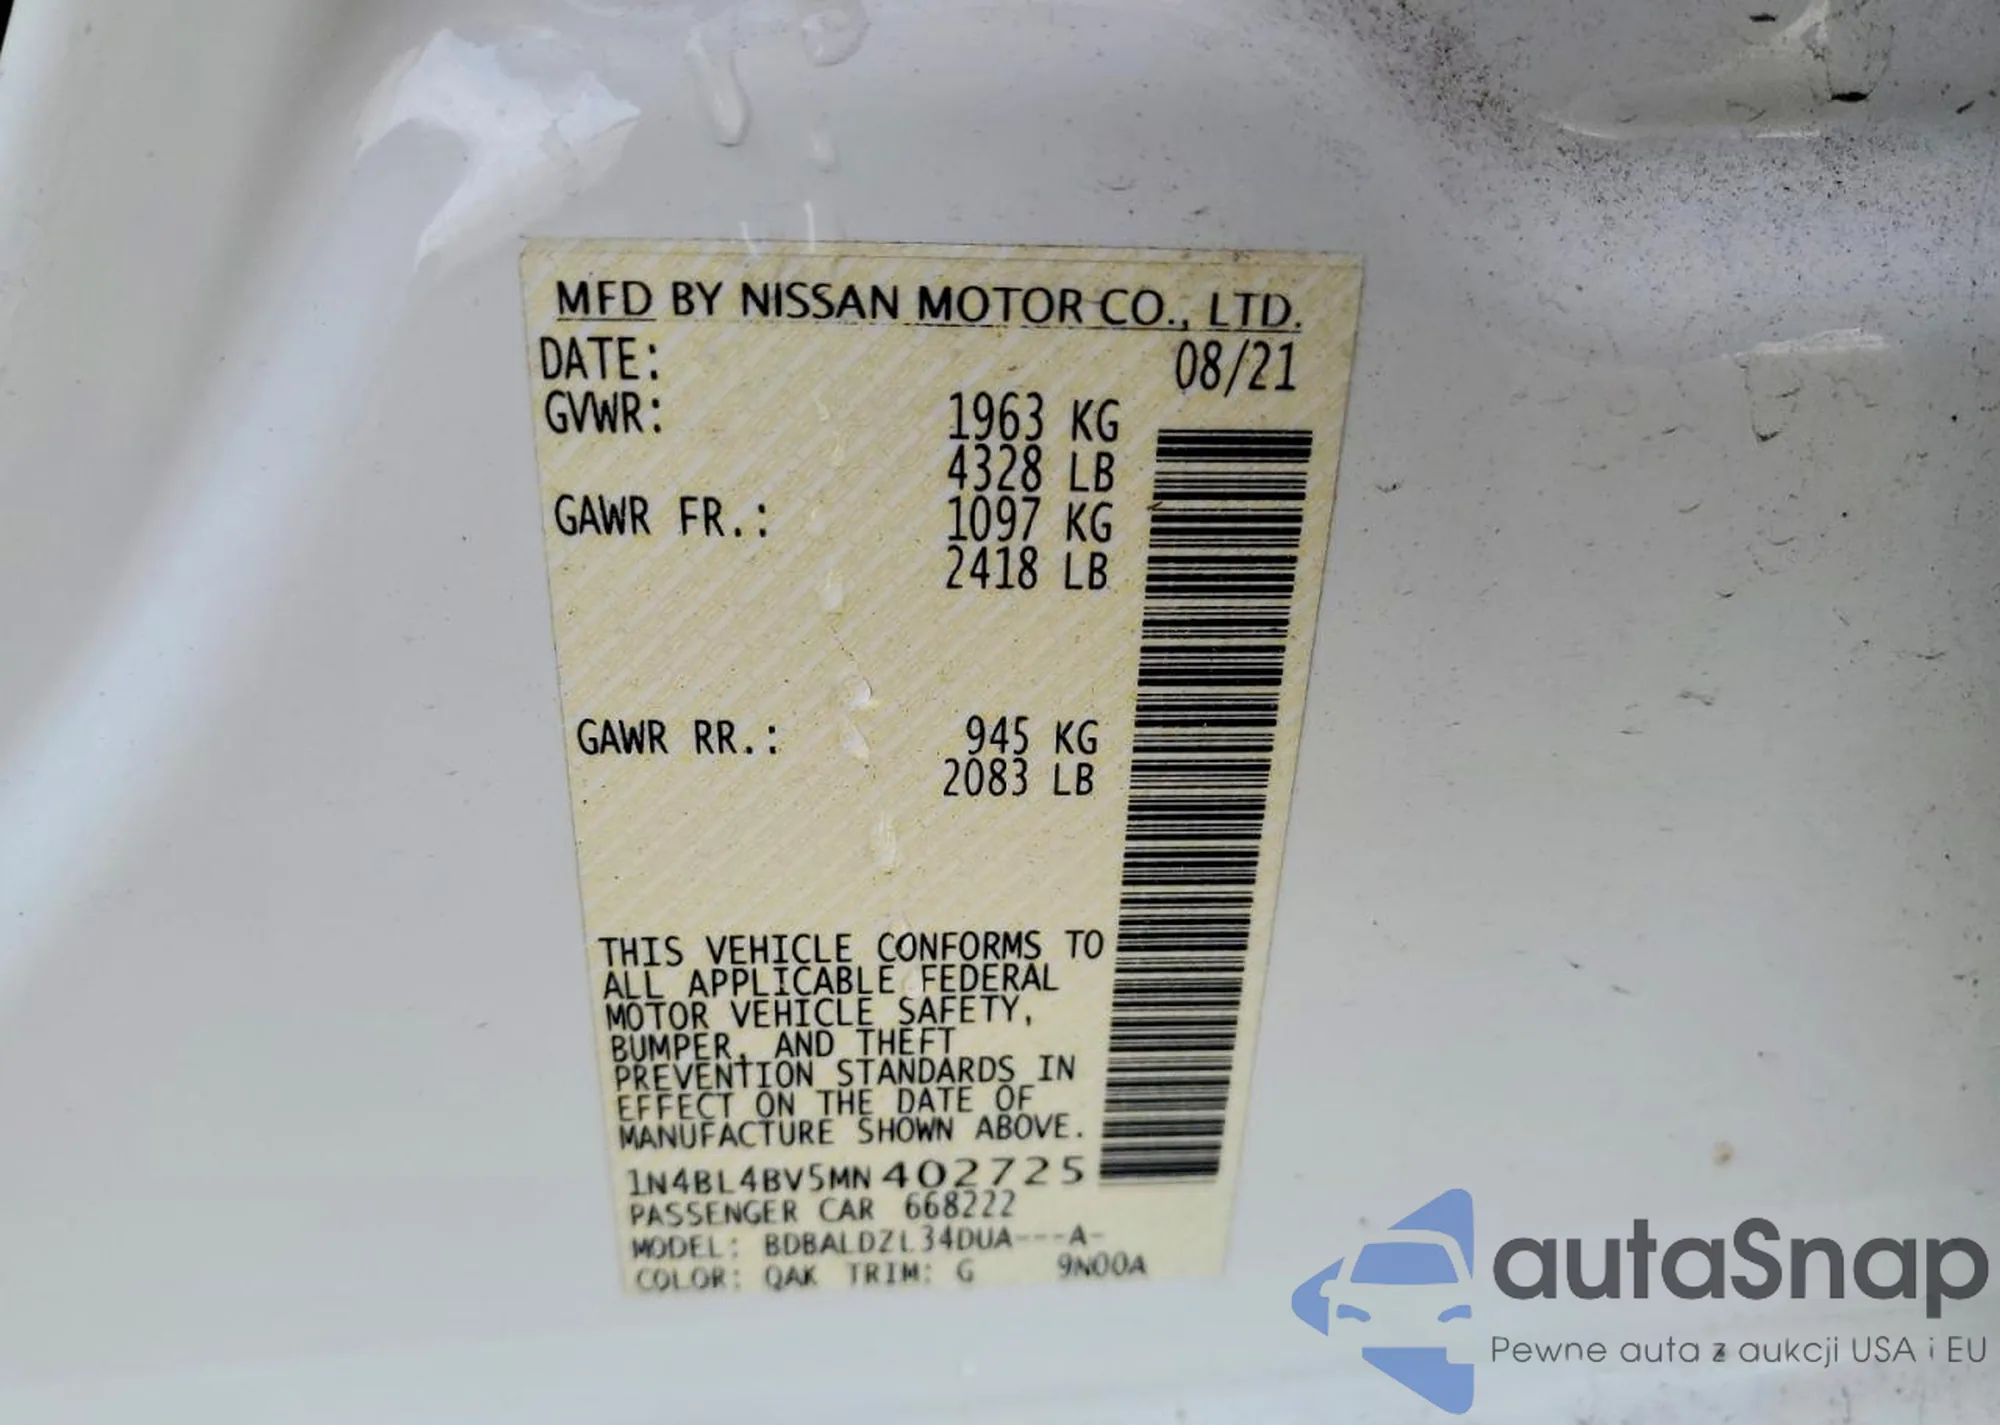 MFD BY NISSAN MOTOR CO., LTD.
DATE: 08/21
GVWR: 1963 KG
4328 LB
GAWR FR.: 1097 KG
2418 LB
GAWR RR.: 945 KG
2083 LB
THIS VEHICLE CONFORMS TO
ALL APPLICABLE FEDERAL
MOTOR VEHICLE SAFETY,
BUMPER, AND THEFT
PREVENTION STANDARDS IN
EFFECT ON THE DATE OF
MANUFACTURE SHOWN ABOVE.
1N4BL4BV5MN402725
PASSENGER CAR 668222
MODEL: BDBALDZL34DUA---A-
COLOR: QAK TRIM: G 9N00A
autaSnap
Pewne auta z aukcji USA i EU